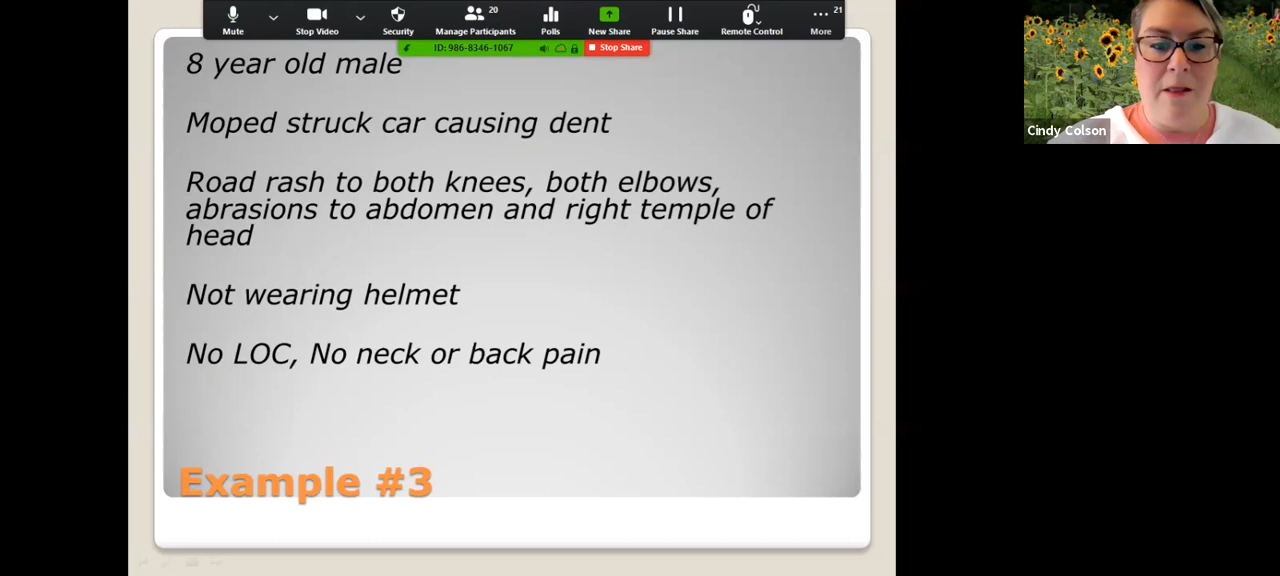 20
21
Mute
Stop Video
Security
Manage Participants
Polls
New Share
Pause Share
Remote Control
More
ID: 986-8346-1067
Stop Share
8 year old male
Moped struck car causing dent
Road rash to both knees, both elbows,
abrasions to abdomen and right temple of
head
Not wearing helmet
No LOC, No neck or back pain
Example #3
Cindy Colson